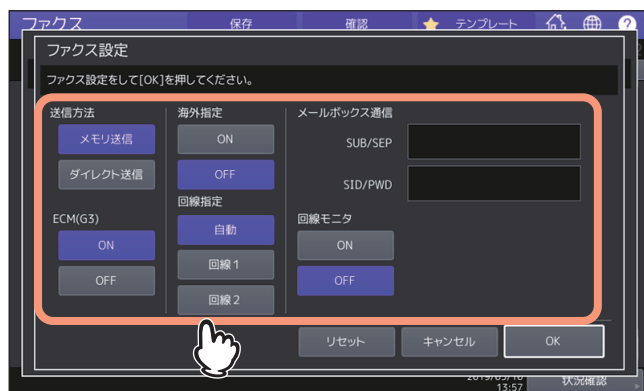 ファクス
保存
確認
テンプレート
?
ファクス設定
ファクス設定をして[OK]を押してください。
送信方法
メモリ送信
ダイレクト送信
ECM(G3)
ON
OFF
海外指定
ON
OFF
回線指定
自動
回線1
回線2
メールボックス通信
SUB/SEP
SID/PWD
回線モニタ
ON
OFF
リセット
キャンセル
OK
13:57
状況確認